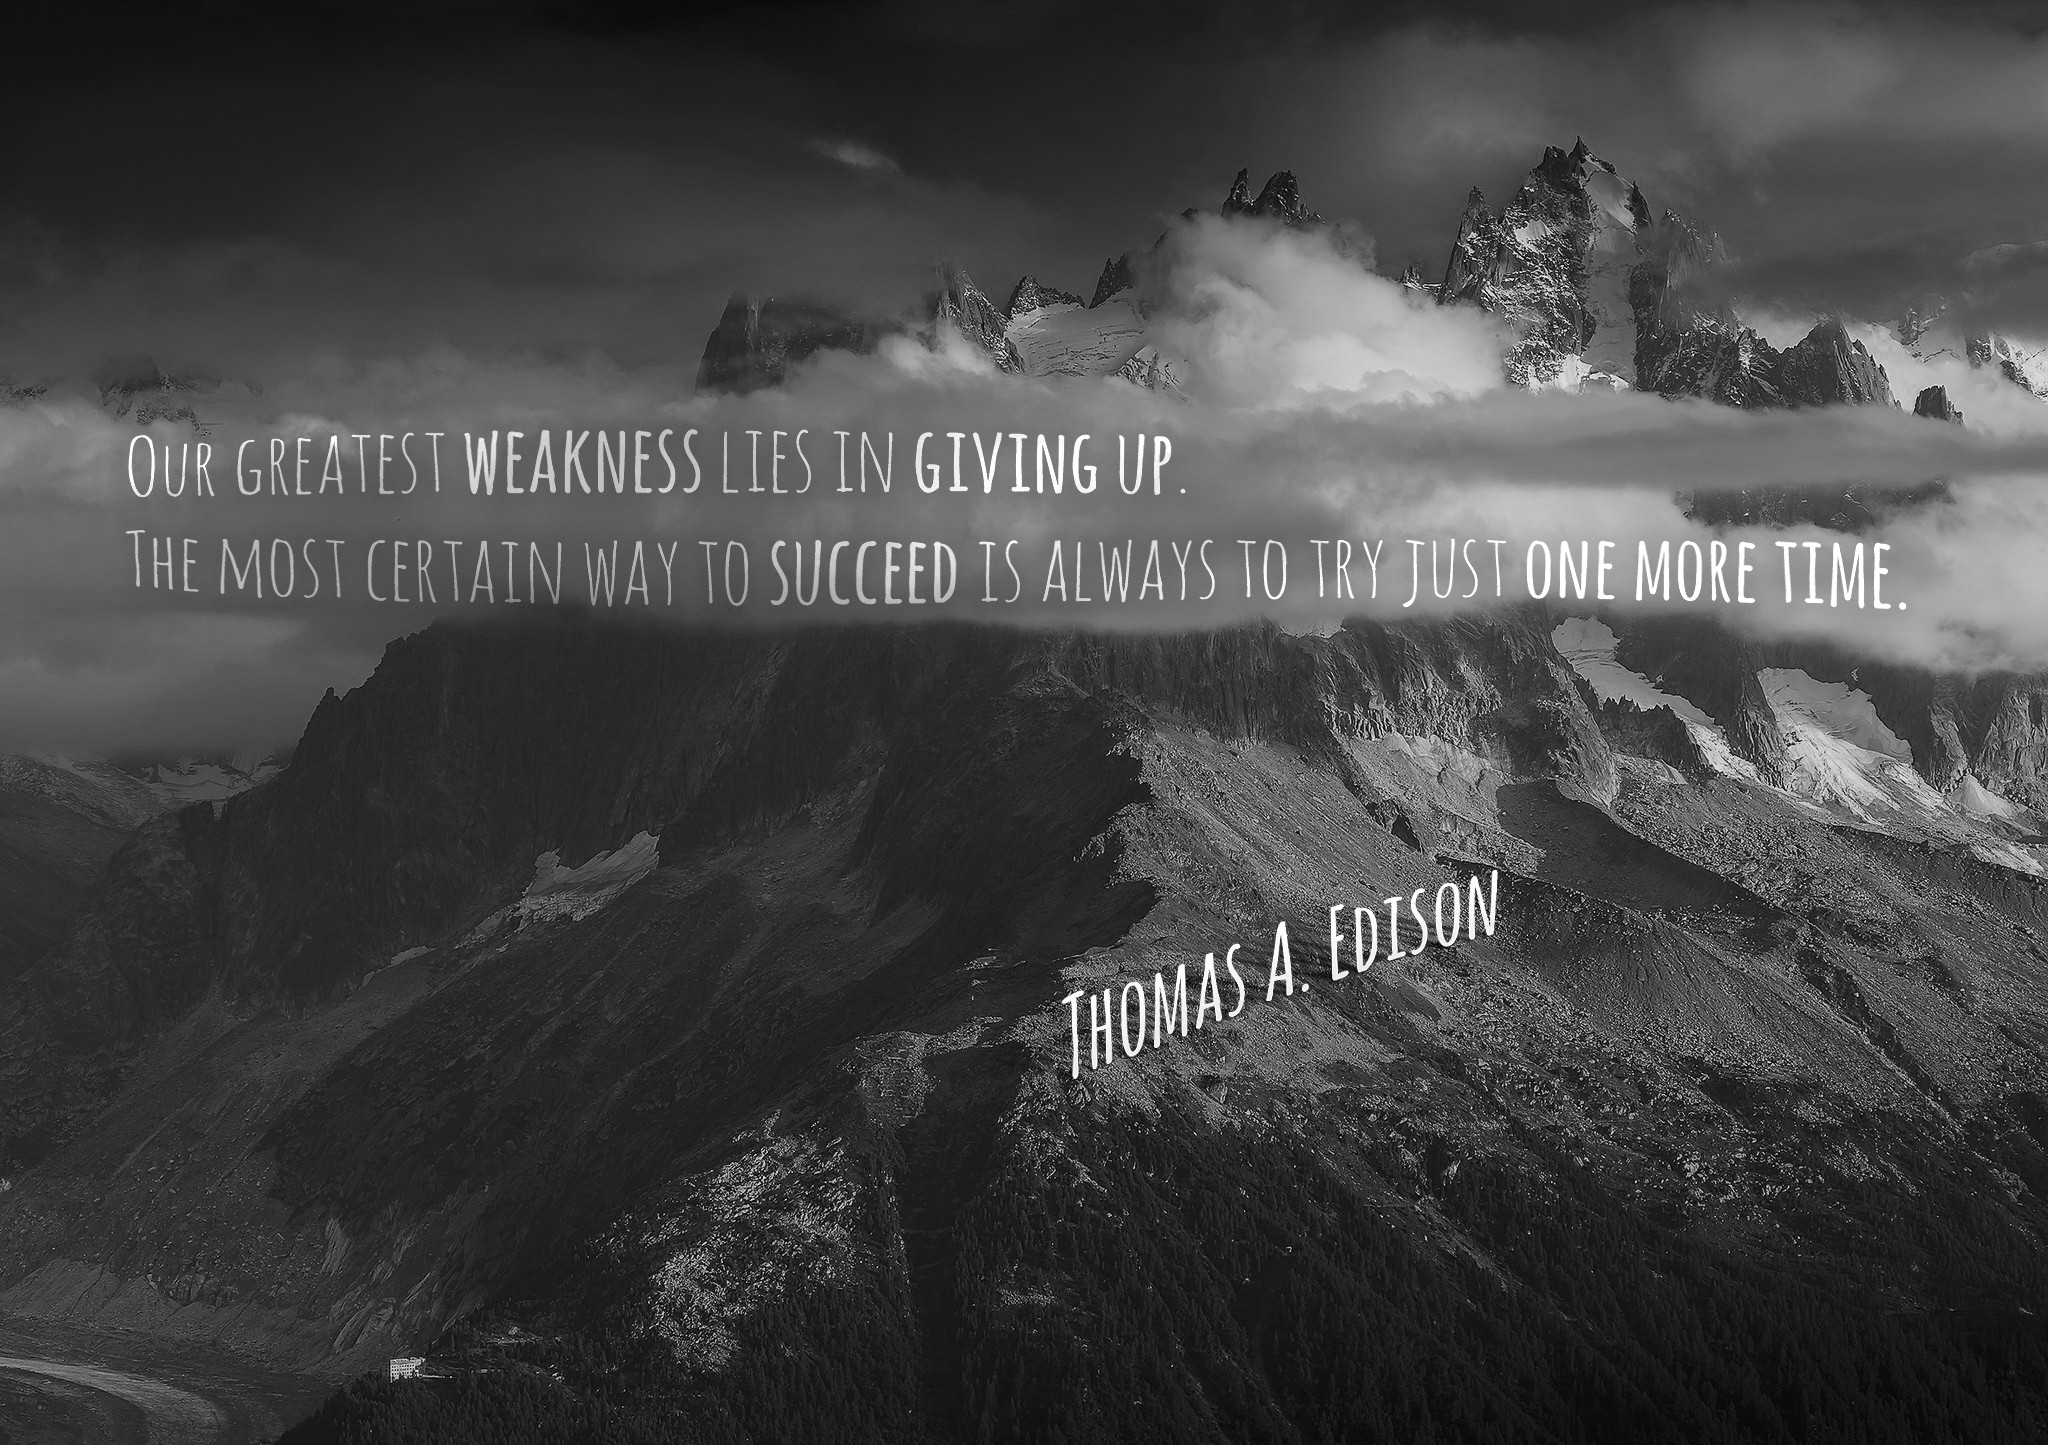 Our greatest weakness lies in giving up.
The most certain way to succeed is always to try just one more time.
Thomas A. Edison